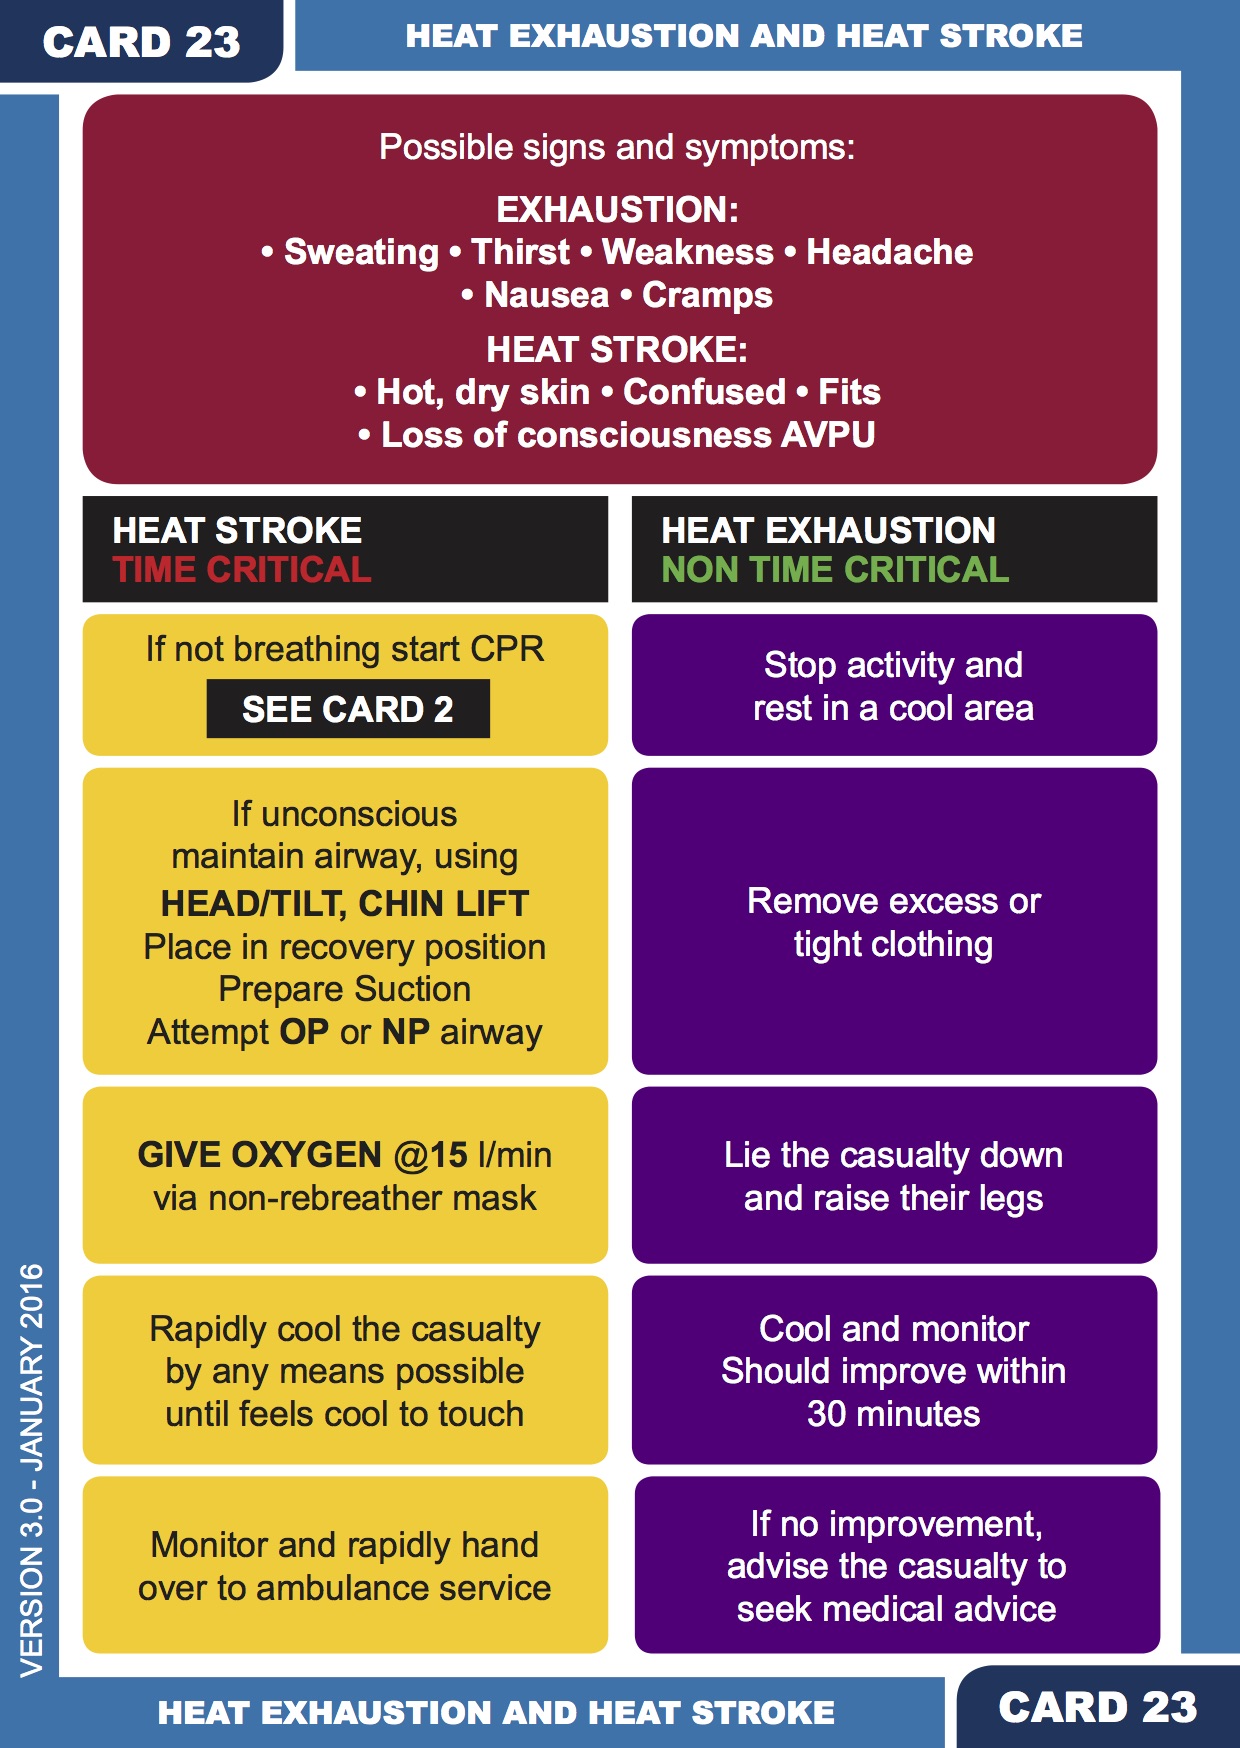 CARD 23
HEAT EXHAUSTION AND HEAT STROKE
Possible signs and symptoms:
EXHAUSTION:
• Sweating • Thirst • Weakness • Headache
• Nausea • Cramps
HEAT STROKE:
• Hot, dry skin • Confused • Fits
• Loss of consciousness AVPU
HEAT STROKE
TIME CRITICAL
If not breathing start CPR
SEE CARD 2
If unconscious
maintain airway, using
HEAD/TILT, CHIN LIFT
Place in recovery position
Prepare Suction
Attempt OP or NP airway
GIVE OXYGEN @15 l/min
via non-rebreather mask
Rapidly cool the casualty
by any means possible
until feels cool to touch
Monitor and rapidly hand
over to ambulance service
HEAT EXHAUSTION
NON TIME CRITICAL
Stop activity and
rest in a cool area
Remove excess or
tight clothing
Lie the casualty down
and raise their legs
Cool and monitor
Should improve within
30 minutes
If no improvement,
advise the casualty to
seek medical advice
VERSION 3.0 - JANUARY 2016
HEAT EXHAUSTION AND HEAT STROKE
CARD 23